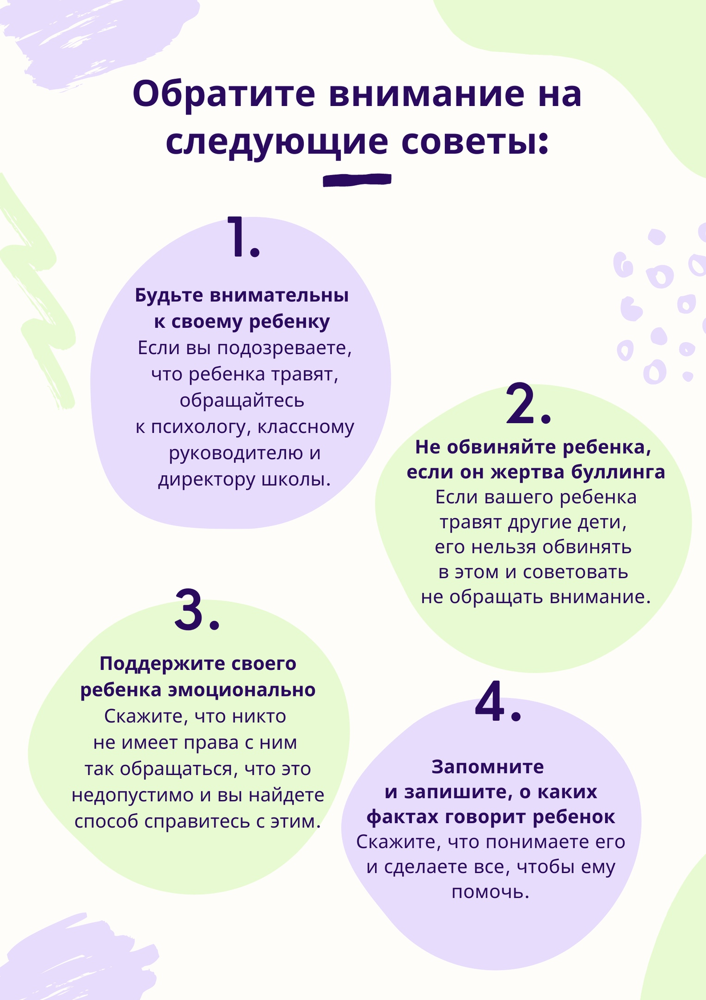 Обратите внимание на
следующие советы:
1.
Будьте внимательны
к своему ребенку
Если вы подозреваете,
что ребенка травят,
обращайтесь
к психологу, классному
руководителю и
директору школы.
2.
Не обвиняйте ребенка,
если он жертва буллинга
Если вашего ребенка
травят другие дети,
его нельзя обвинять
в этом и советовать
не обращать внимание.
3.
Поддержите своего
ребенка эмоционально
Скажите, что никто
не имеет права с ним
так обращаться, что это
недопустимо и вы найдете
способ справитесь с этим.
4.
Запомните
и запишите, о каких
фактах говорит ребенок
Скажите, что понимаете его
и сделаете все, чтобы ему
помочь.